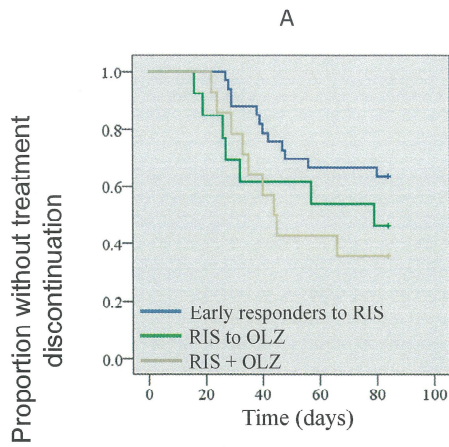 A
Proportion without treatment
discontinuation
1.0
0.8
0.6
0.4
0.2
0.0
Early responders to RIS
RIS to OLZ
RIS + OLZ
0 20 40 60 80 100
Time (days)